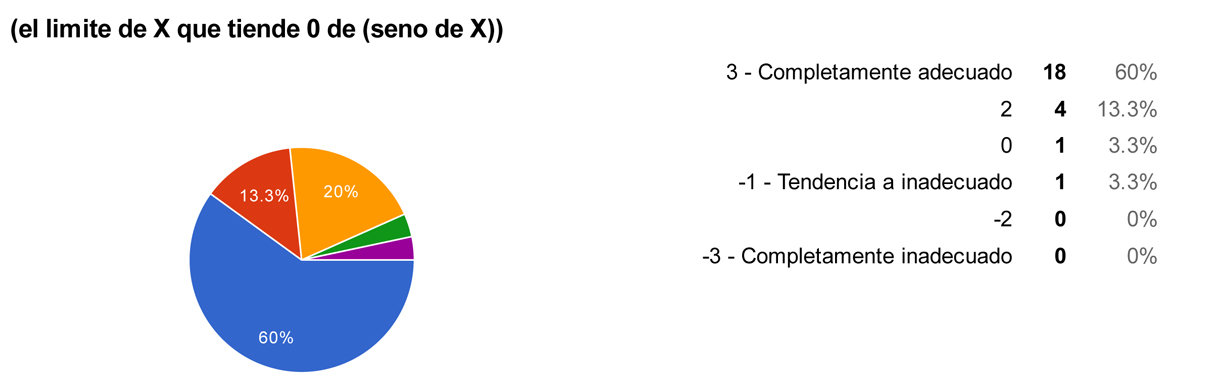 (el limite de X que tiende 0 de (seno de X))
3 - Completamente adecuado 18 60%
2 4 13.3%
0 1 3.3%
-1 - Tendencia a inadecuado 1 3.3%
-2 0 0%
-3 - Completamente inadecuado 0 0%
13.3%
20%
60%